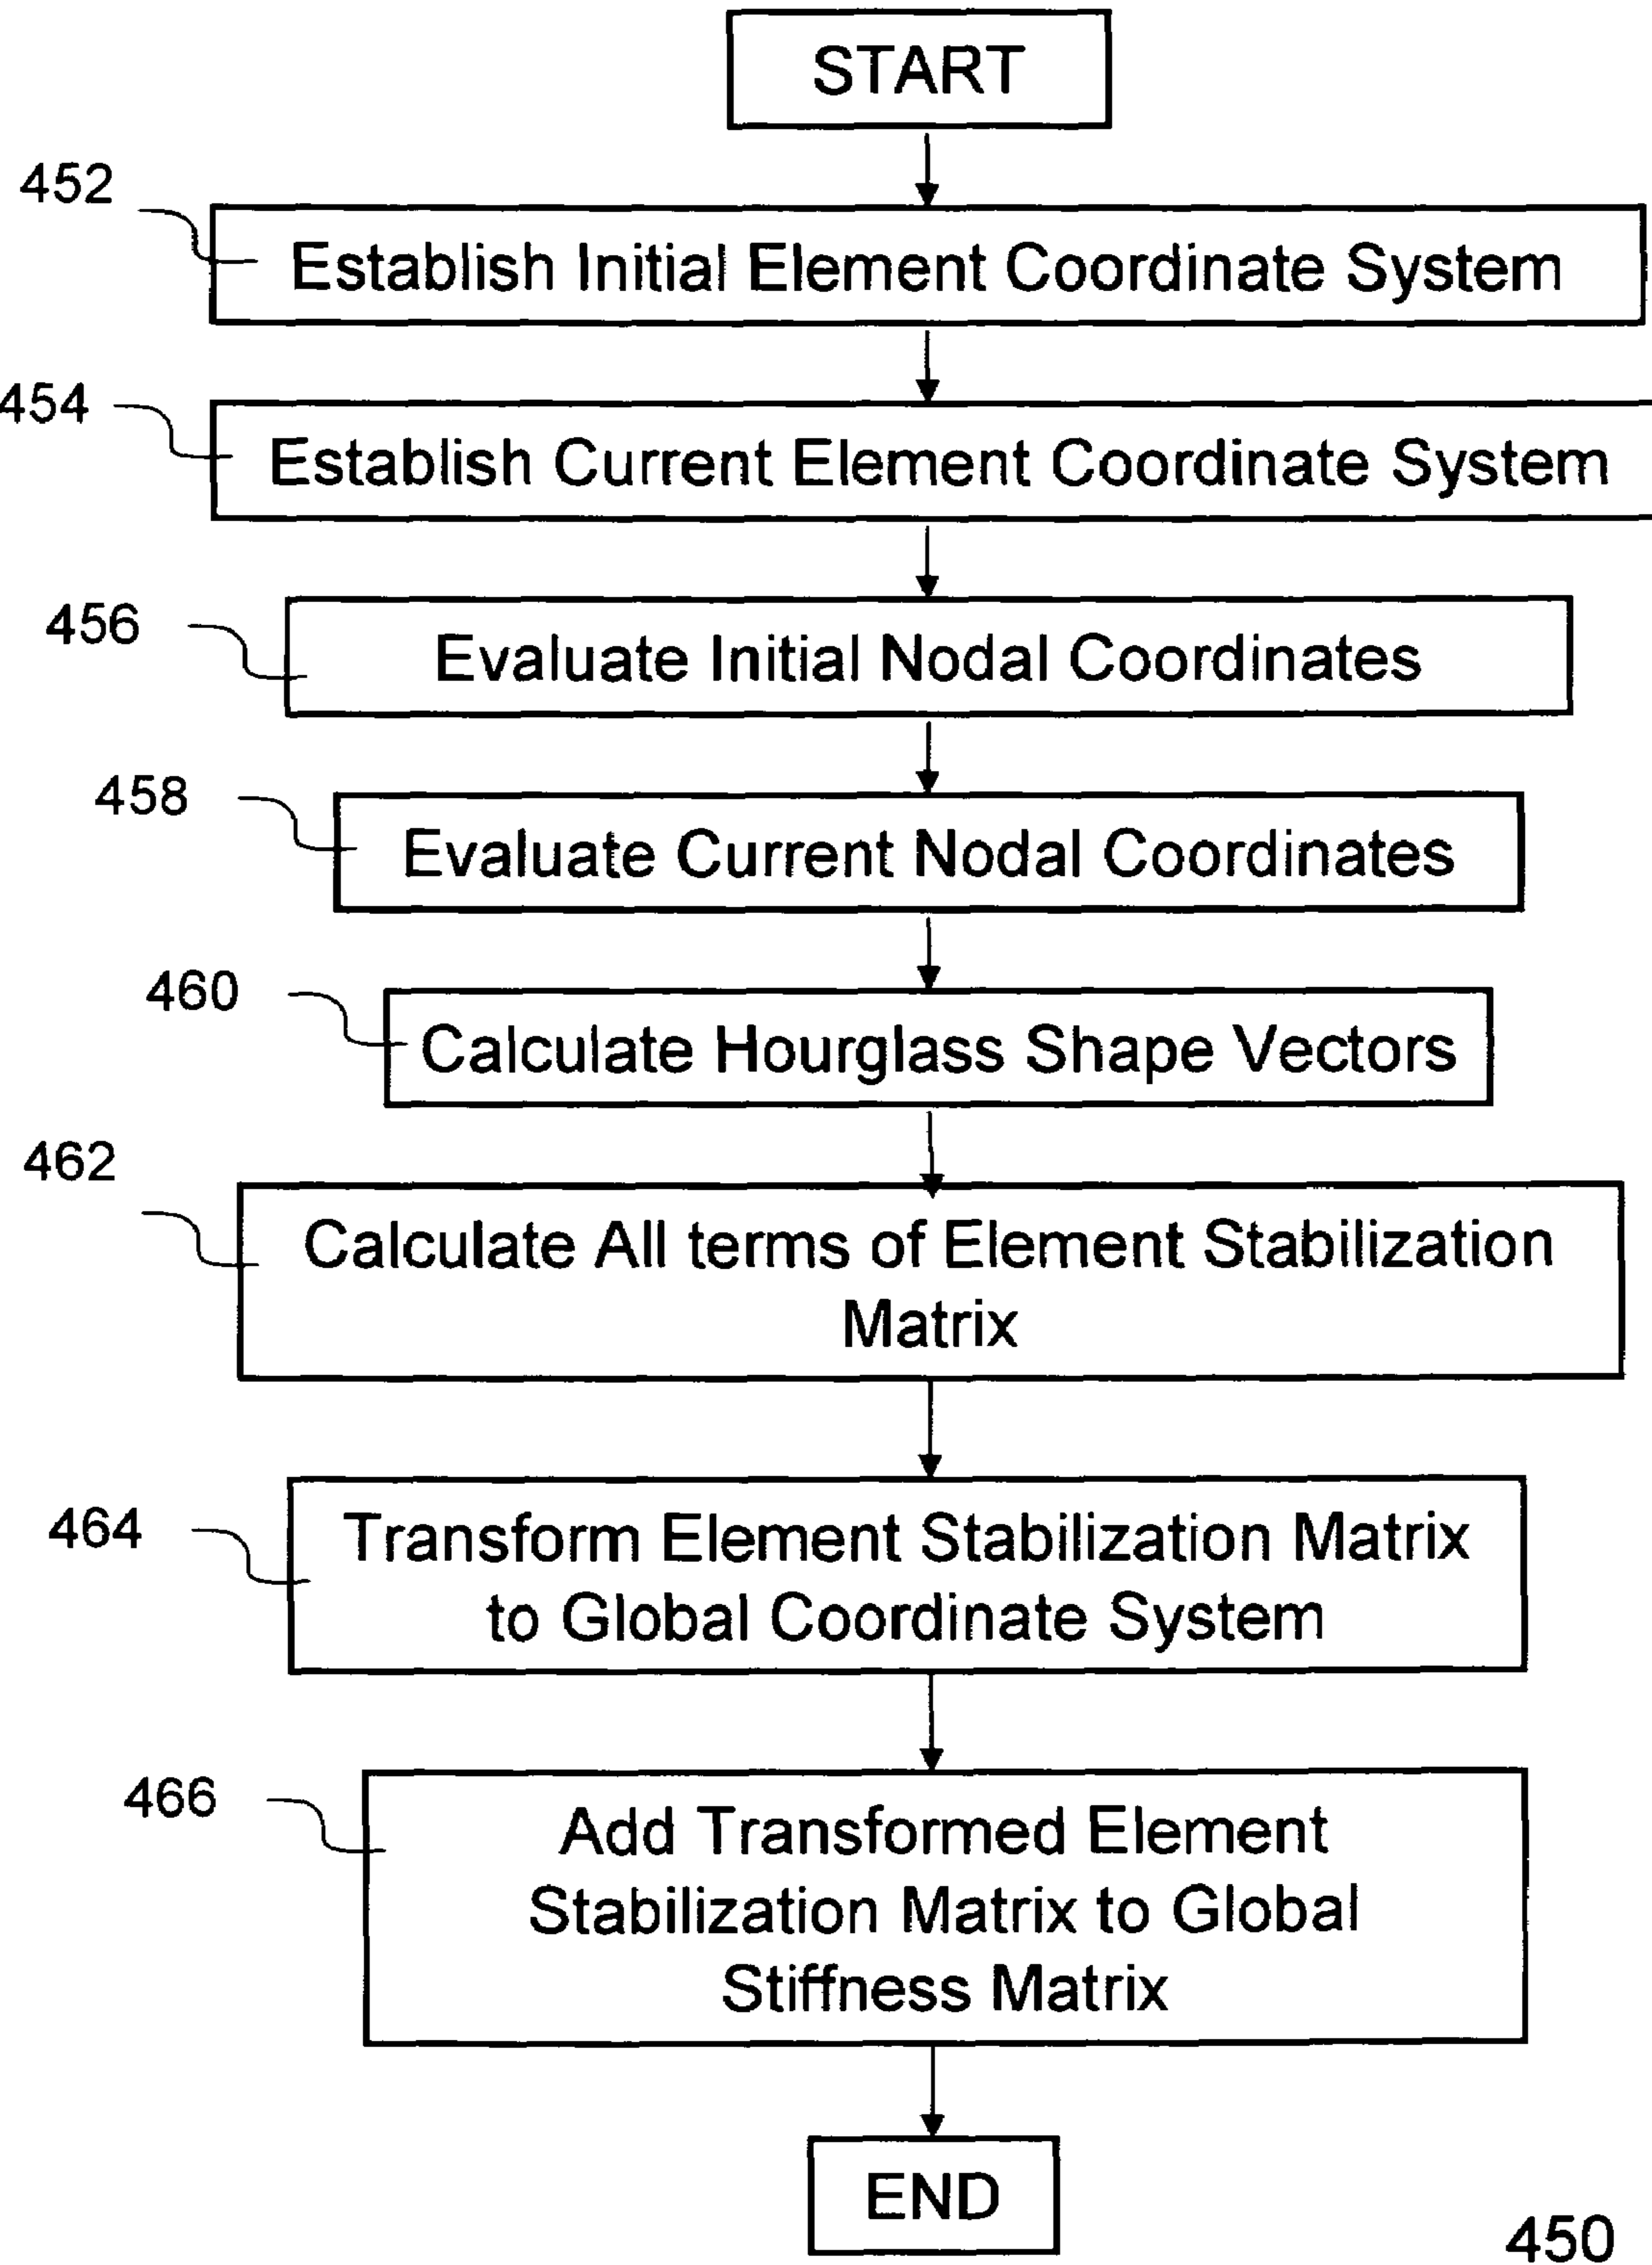 START
452
Establish Initial Element Coordinate System
454
Establish Current Element Coordinate System
456
Evaluate Initial Nodal Coordinates
458
Evaluate Current Nodal Coordinates
460
Calculate Hourglass Shape Vectors
462
Calculate All terms of Element Stabilization
Matrix
464
Transform Element Stabilization Matrix
to Global Coordinate System
466
Add Transformed Element
Stabilization Matrix to Global
Stiffness Matrix
END
450